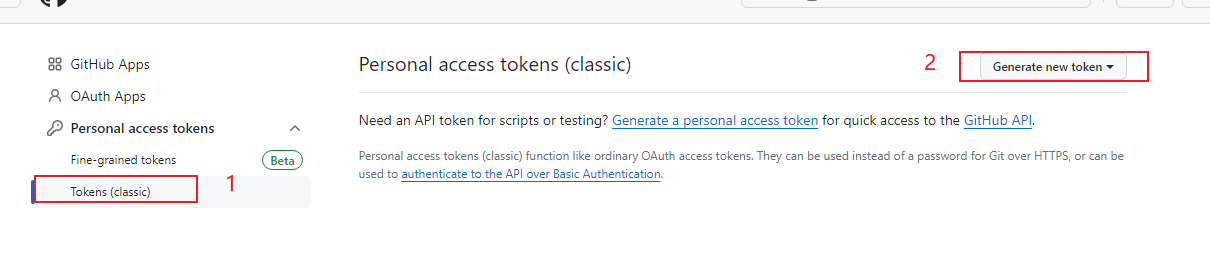 GitHub Apps
OAuth Apps
Personal access tokens
Fine-grained tokens Beta
Tokens (classic)
1
Personal access tokens (classic)
2
Generate new token
Need an API token for scripts or testing? Generate a personal access token for quick access to the GitHub API.
Personal access tokens (classic) function like ordinary OAuth access tokens. They can be used instead of a password for Git over HTTPS, or can be
used to authenticate to the API over Basic Authentication.